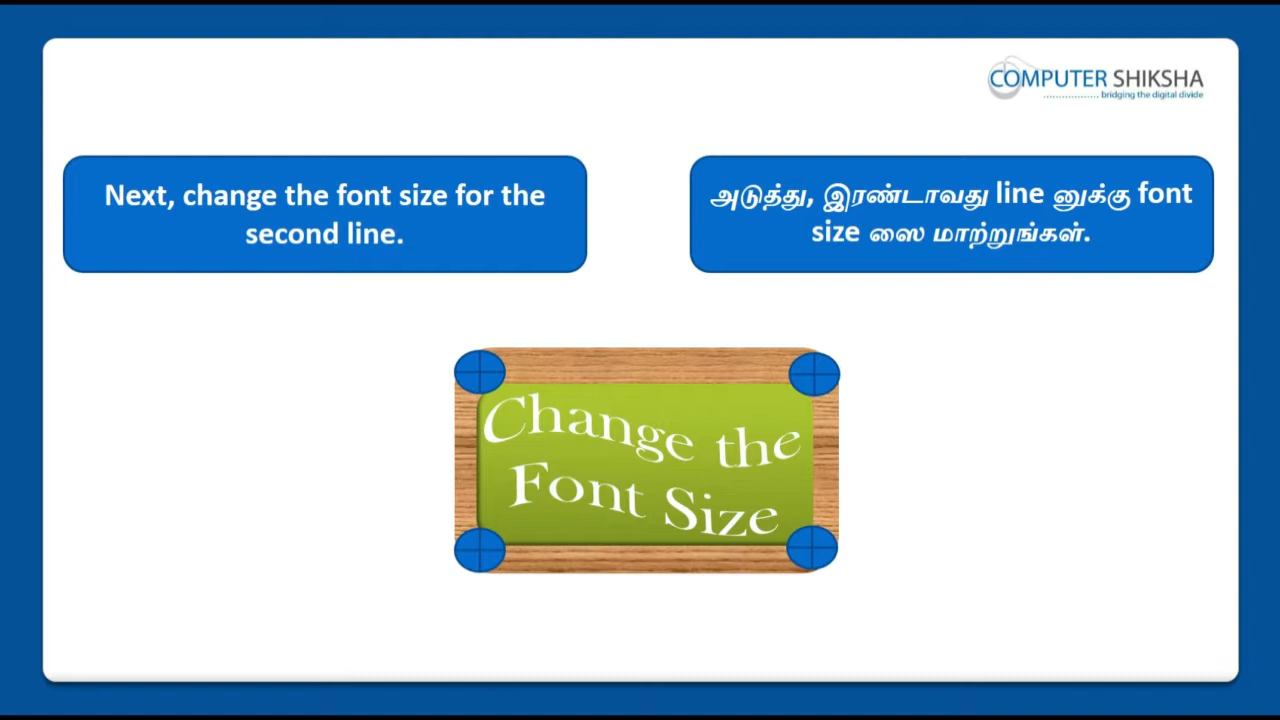 COMPUTER SHIKSHA
bridging the digital divide
Next, change the font size for the
second line.
அடுத்து, இரண்டாவது line னுக்கு font
size ஸை மாற்றுங்கள்.
Change the
Font Size